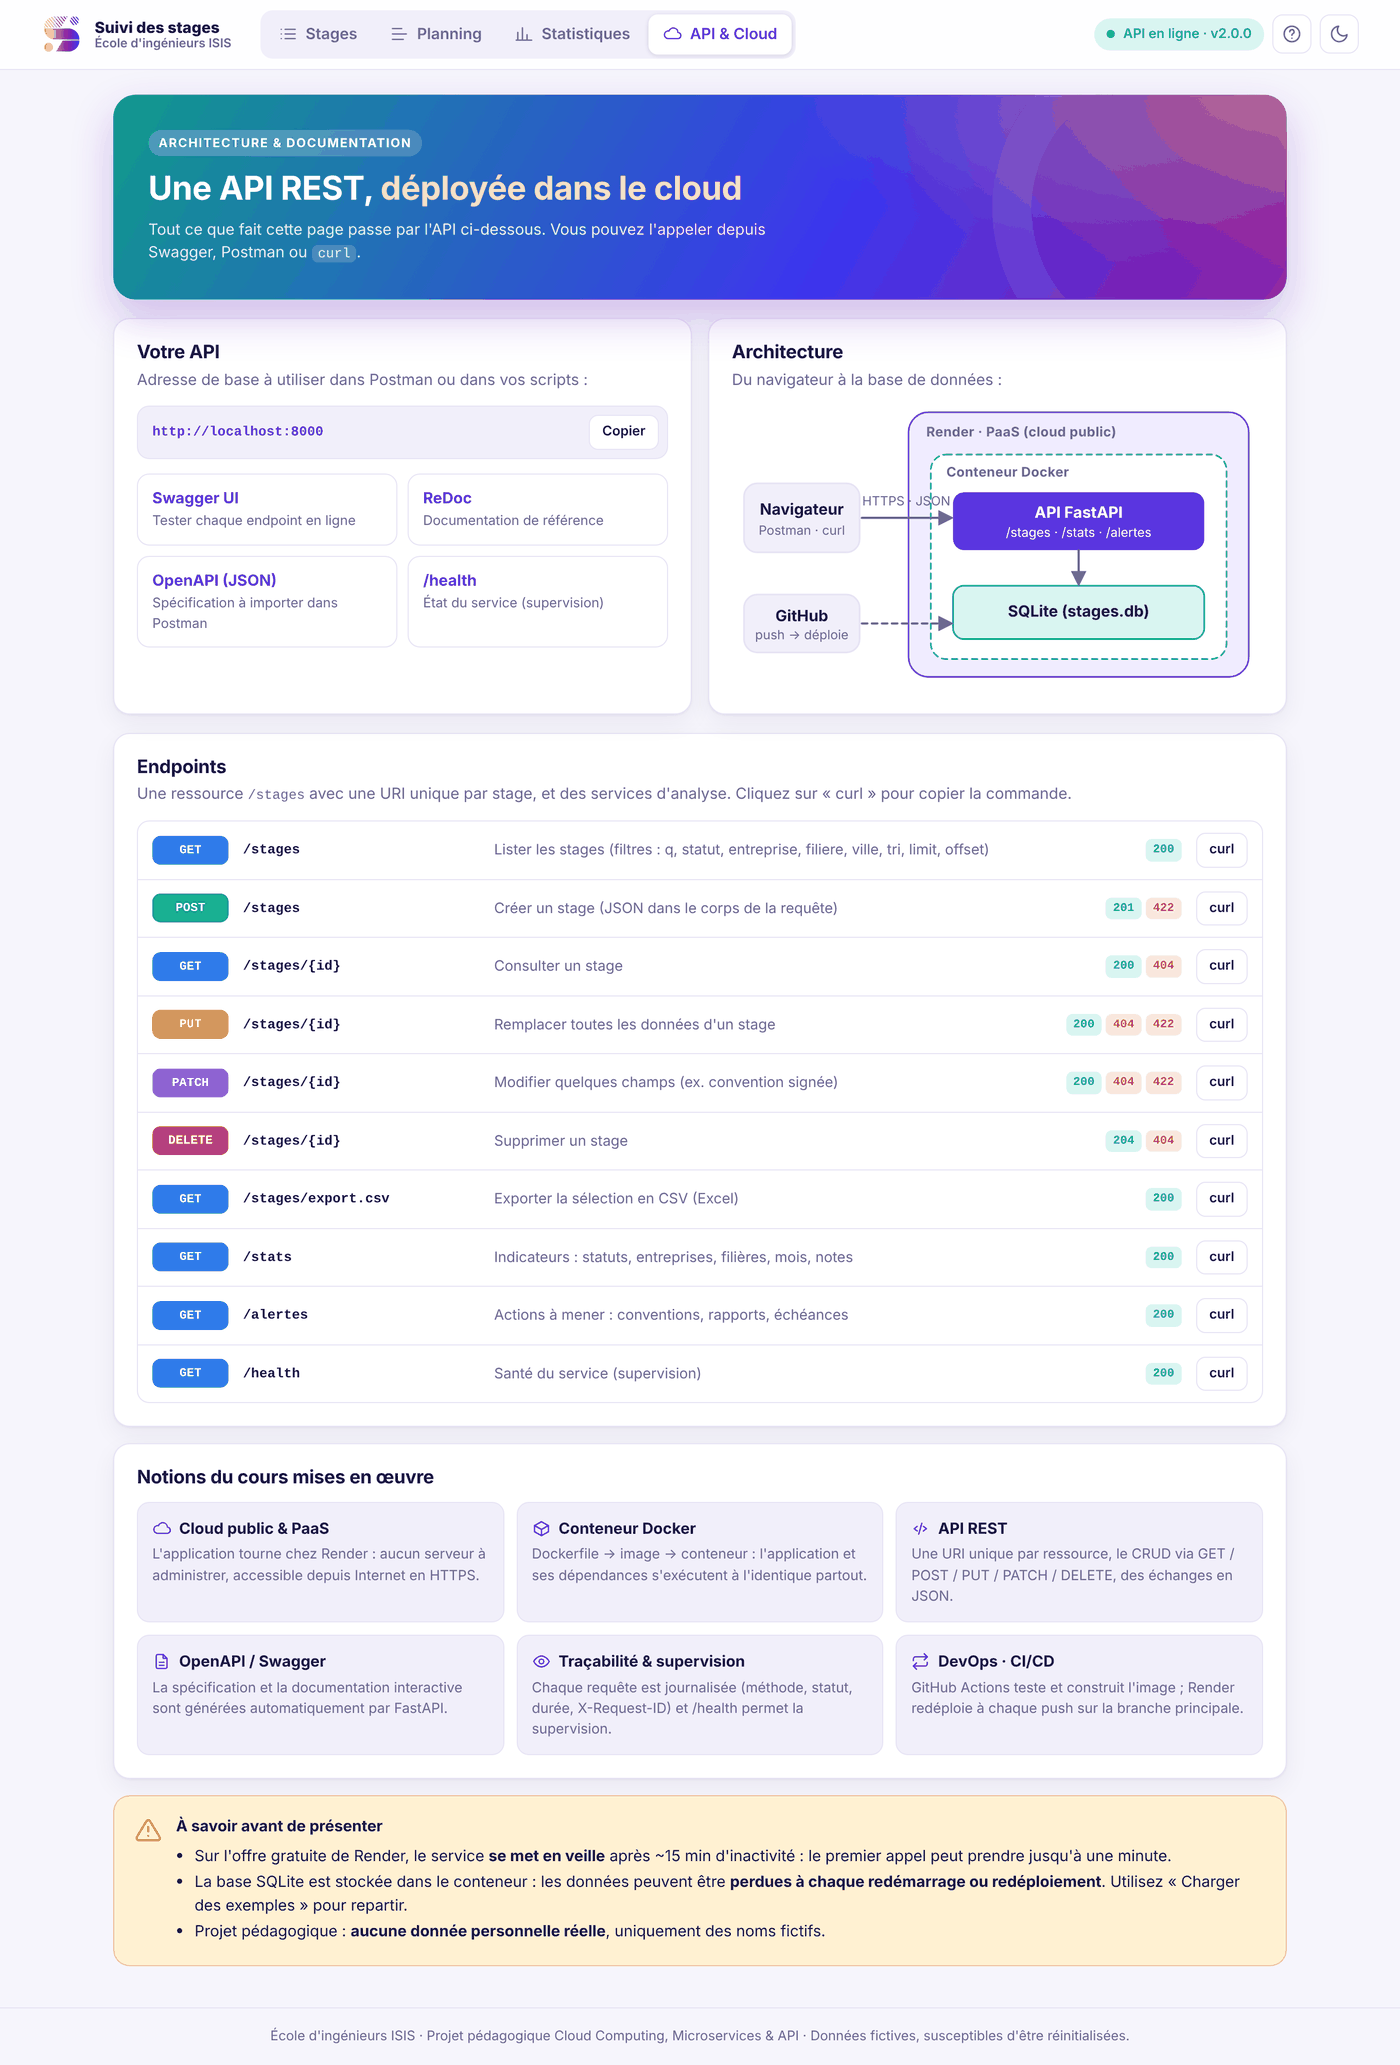 Suivi des stages
École d'ingénieurs ISIS
Stages
Planning
Statistiques
API & Cloud
API en ligne · v2.0.0
ARCHITECTURE & DOCUMENTATION
Une API REST, déployée dans le cloud
Tout ce que fait cette page passe par l'API ci-dessous. Vous pouvez l'appeler depuis
Swagger, Postman ou curl.
Votre API
Adresse de base à utiliser dans Postman ou dans vos scripts :
http://localhost:8000
Copier
Swagger UI
Tester chaque endpoint en ligne
ReDoc
Documentation de référence
OpenAPI (JSON)
Spécification à importer dans
Postman
/health
État du service (supervision)
Architecture
Du navigateur à la base de données :
Render · PaaS (cloud public)
Conteneur Docker
Navigateur
Postman · curl
HTTPS · JSON
API FastAPI
/stages · /stats · /alertes
GitHub
push → déploie
SQLite (stages.db)
Endpoints
Une ressource /stages avec une URI unique par stage, et des services d'analyse. Cliquez sur « curl » pour copier la commande.
GET /stages Lister les stages (filtres : q, statut, entreprise, filiere, ville, tri, limit, offset) 200 curl
POST /stages Créer un stage (JSON dans le corps de la requête) 201 422 curl
GET /stages/{id} Consulter un stage 200 404 curl
PUT /stages/{id} Remplacer toutes les données d'un stage 200 404 422 curl
PATCH /stages/{id} Modifier quelques champs (ex. convention signée) 200 404 422 curl
DELETE /stages/{id} Supprimer un stage 204 404 curl
GET /stages/export.csv Exporter la sélection en CSV (Excel) 200 curl
GET /stats Indicateurs : statuts, entreprises, filières, mois, notes 200 curl
GET /alertes Actions à mener : conventions, rapports, échéances 200 curl
GET /health Santé du service (supervision) 200 curl
Notions du cours mises en œuvre
Cloud public & PaaS
L'application tourne chez Render : aucun serveur à
administrer, accessible depuis Internet en HTTPS.
Conteneur Docker
Dockerfile → image → conteneur : l'application et
ses dépendances s'exécutent à l'identique partout.
API REST
Une URI unique par ressource, le CRUD via GET /
POST / PUT / PATCH / DELETE, des échanges en
JSON.
OpenAPI / Swagger
La spécification et la documentation interactive
sont générées automatiquement par FastAPI.
Traçabilité & supervision
Chaque requête est journalisée (méthode, statut,
durée, X-Request-ID) et /health permet la
supervision.
DevOps · CI/CD
GitHub Actions teste et construit l'image ; Render
redéploie à chaque push sur la branche principale.
À savoir avant de présenter
• Sur l'offre gratuite de Render, le service se met en veille après ~15 min d'inactivité : le premier appel peut prendre jusqu'à une minute.
• La base SQLite est stockée dans le conteneur : les données peuvent être perdues à chaque redémarrage ou redéploiement. Utilisez « Charger
des exemples » pour repartir.
• Projet pédagogique : aucune donnée personnelle réelle, uniquement des noms fictifs.
École d'ingénieurs ISIS · Projet pédagogique Cloud Computing, Microservices & API · Données fictives, susceptibles d'être réinitialisées.